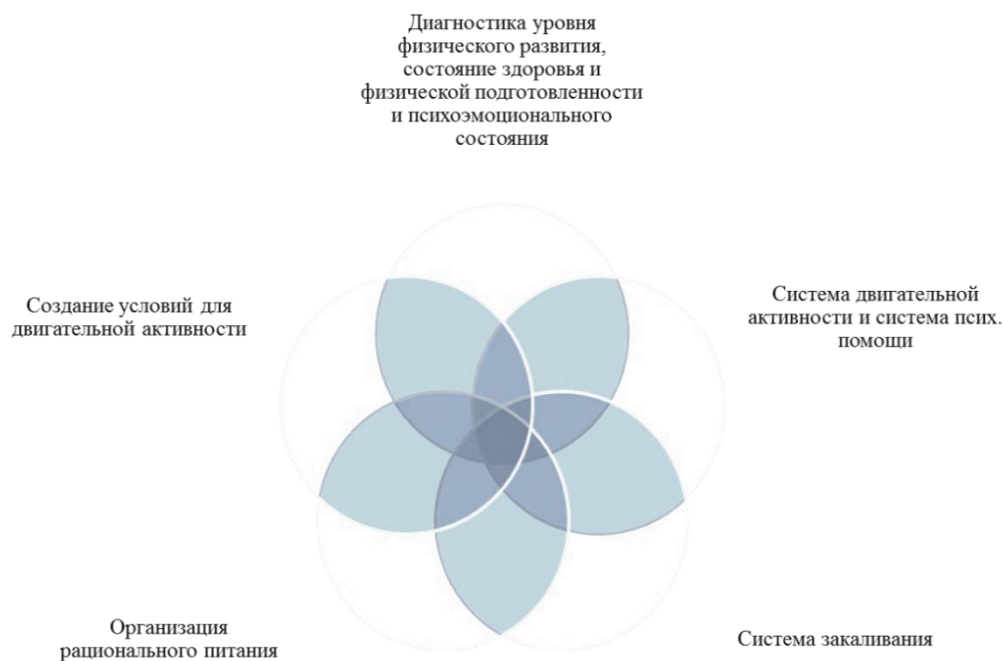 Диагностика уровня
физического развития,
состояние здоровья и
физической подготовленности
и психоэмоционального
состояния
Создание условий для
двигательной активности
Система двигательной
активности и система псих.
помощи
Организация
рационального питания
Система закаливания